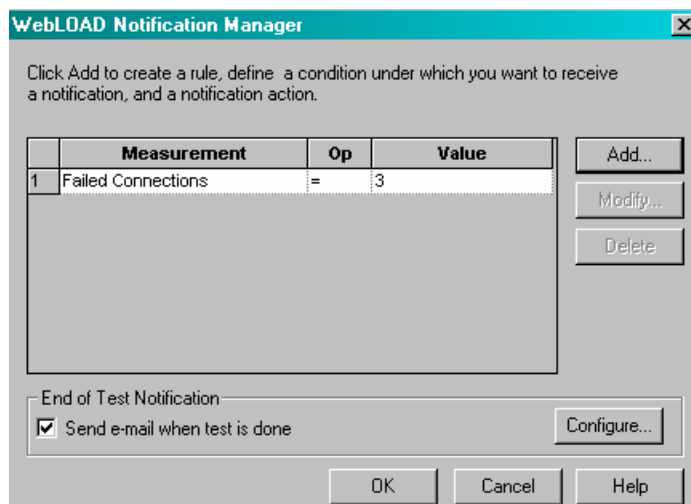 WebLOAD Notification Manager
Click Add to create a rule, define a condition under which you want to receive
a notification, and a notification action.
Measurement Op Value
1 Failed Connections = 3
Add...
Modify...
Delete
End of Test Notification
Send e-mail when test is done
Configure...
OK Cancel Help